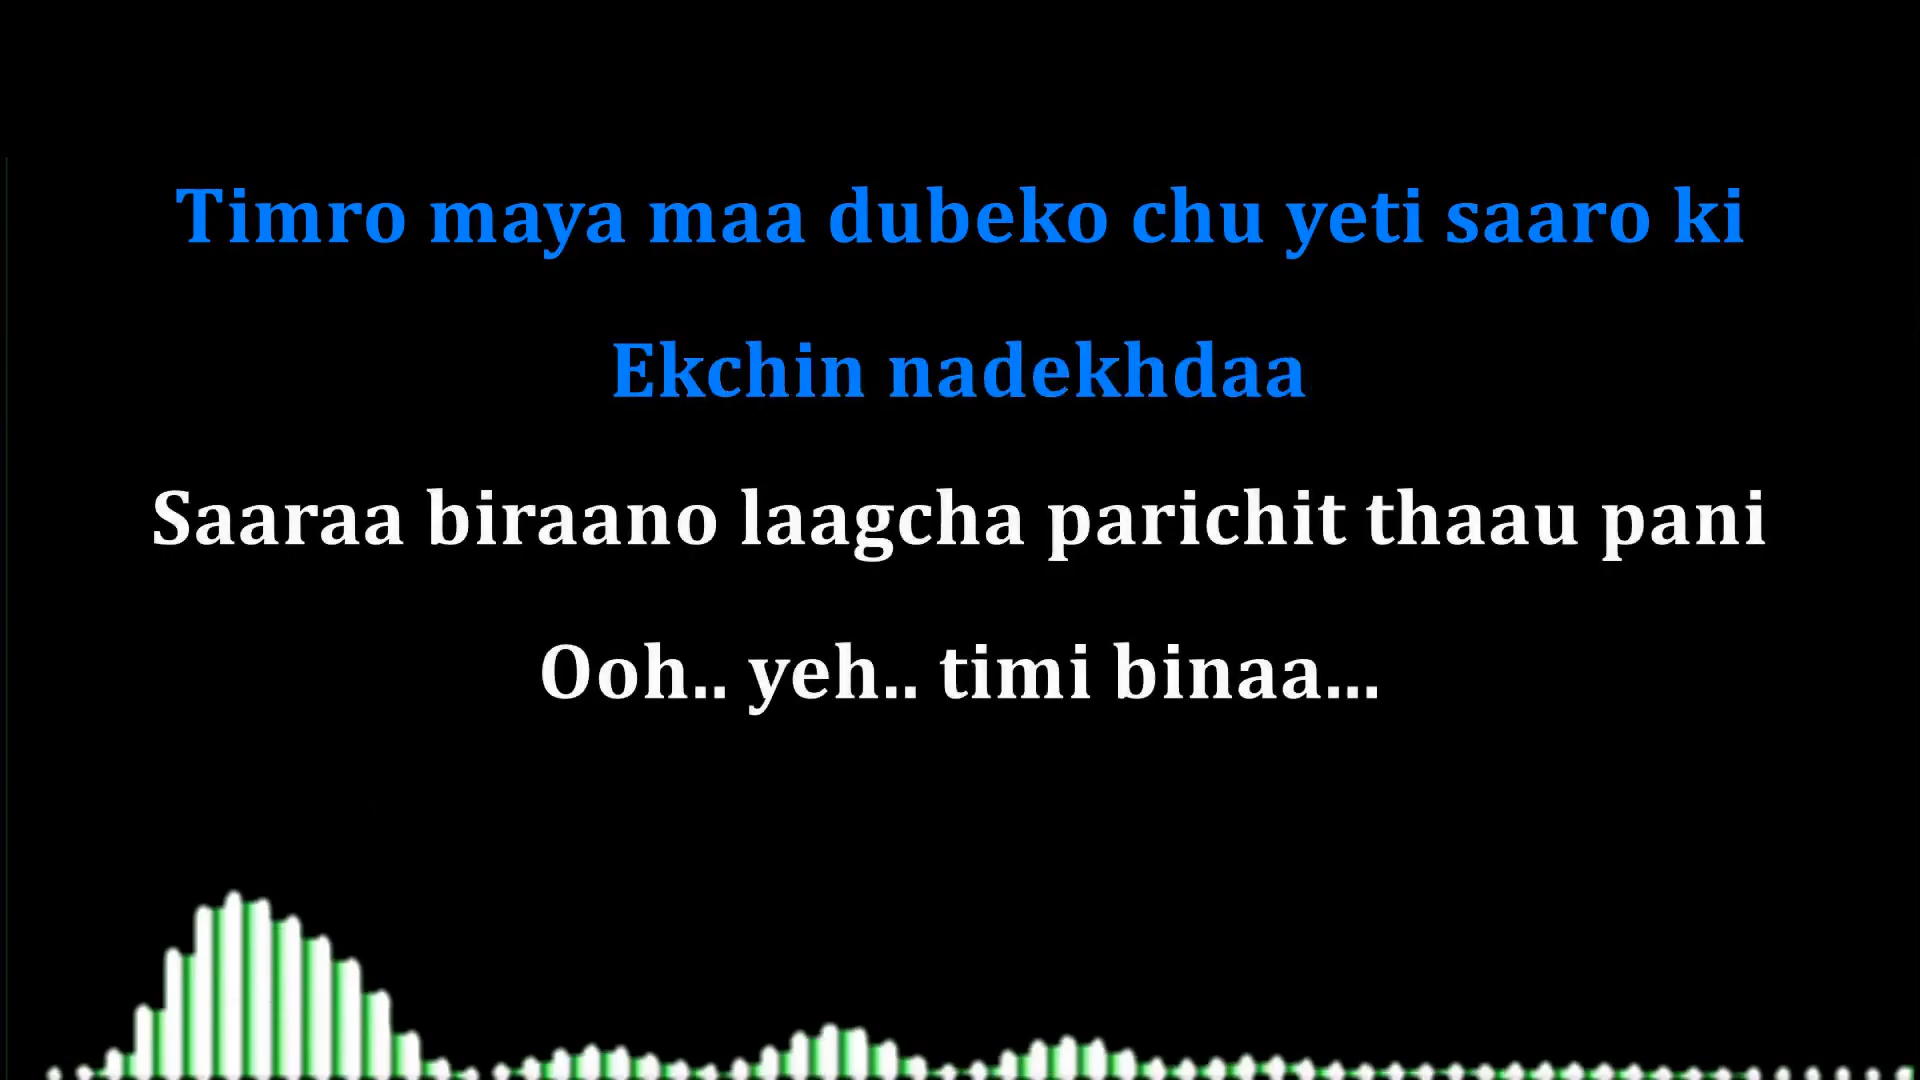 Timro maya maa dubeko chu yeti saaro ki
Ekchin nadekhdaa
Saaraa biraano laagcha parichit thaau pani
Ooh.. yeh.. timi binaa...